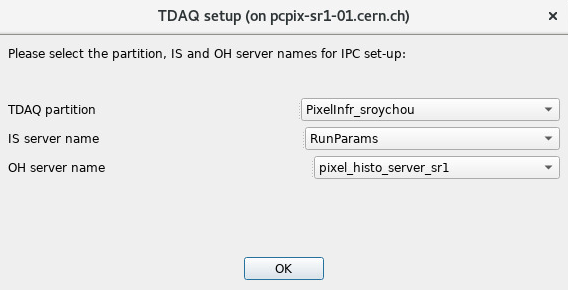 TDAQ setup (on pcpix-sr1-01.cern.ch)
Please select the partition, IS and OH server names for IPC set-up:
TDAQ partition PixelInfr_sroychou
IS server name RunParams
OH server name pixel_histo_server_sr1
OK